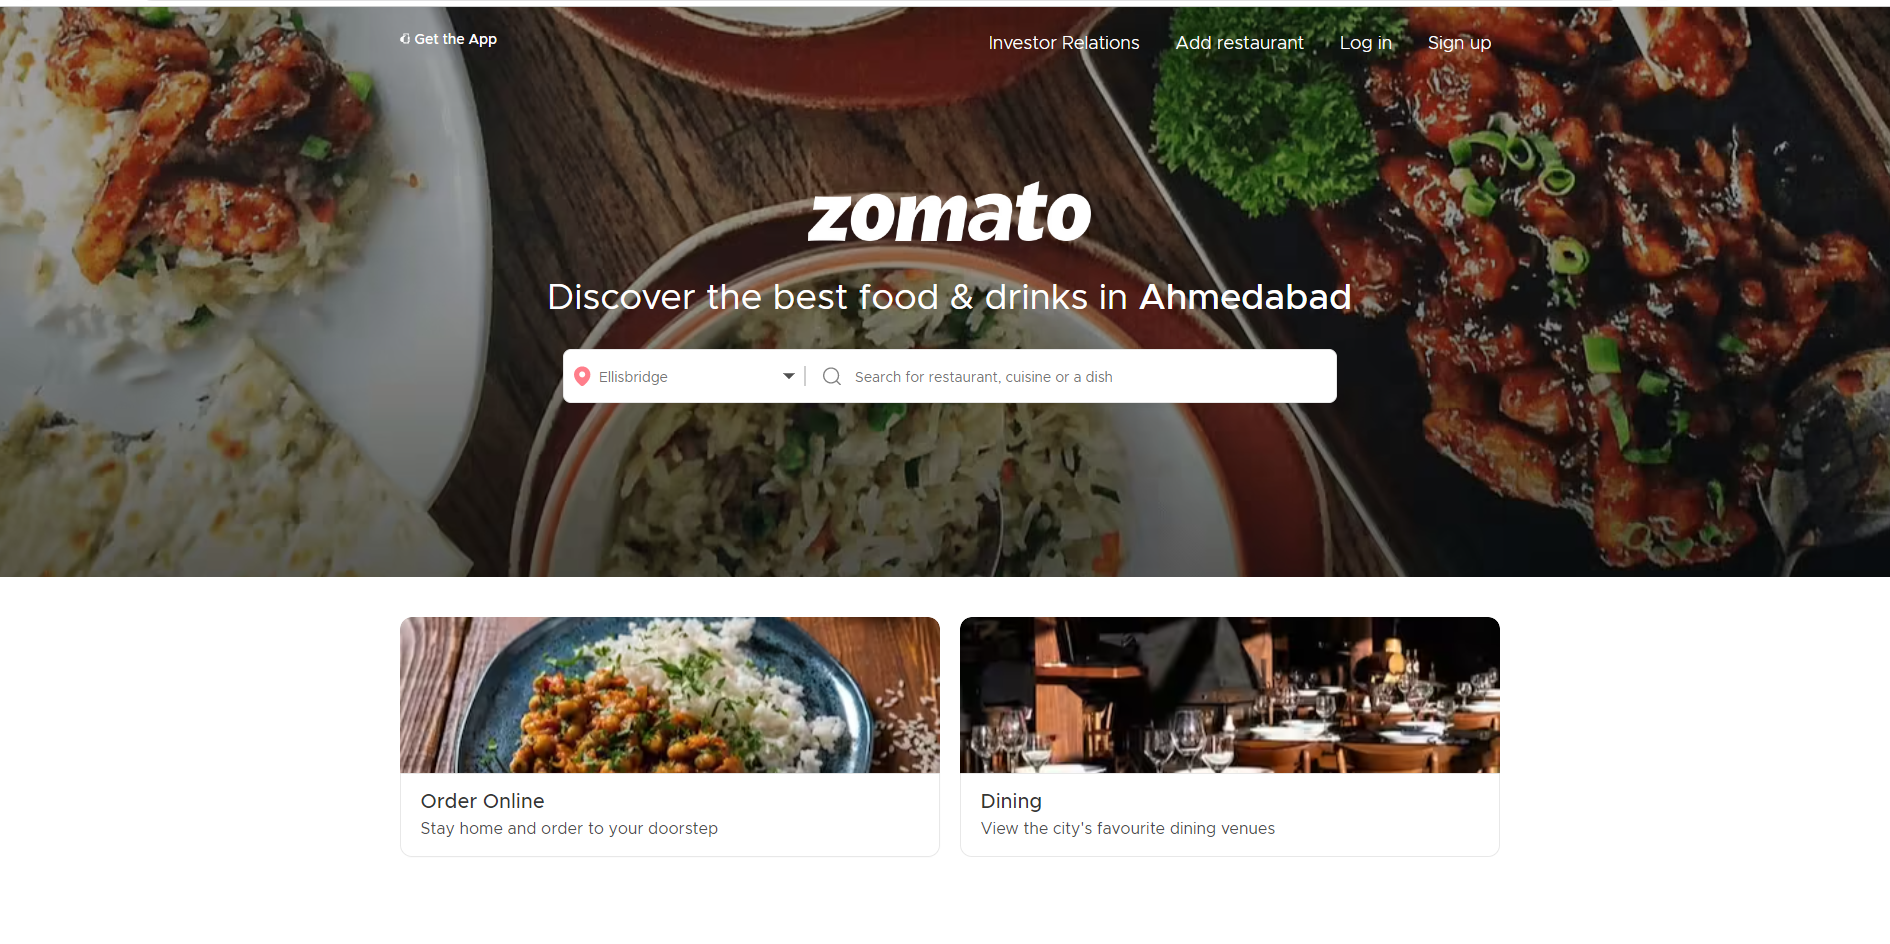 Get the App
Investor Relations
Add restaurant
Log in
Sign up
zomato
Discover the best food & drinks in Ahmedabad
Ellisbridge
Search for restaurant, cuisine or a dish
Order Online
Stay home and order to your doorstep
Dining
View the city's favourite dining venues